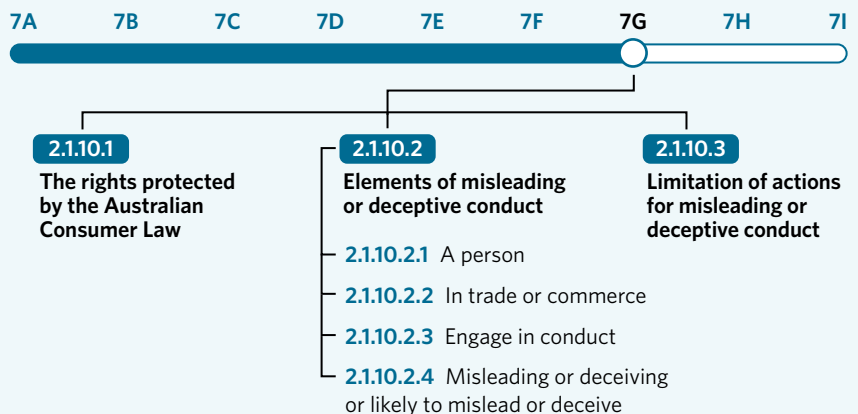 7A 7B 7C 7D 7E 7F 7G 7H 7I
2.1.10.1
The rights protected
by the Australian
Consumer Law
2.1.10.2
Elements of misleading
or deceptive conduct
2.1.10.2.1 A person
2.1.10.2.2 In trade or commerce
2.1.10.2.3 Engage in conduct
2.1.10.2.4 Misleading or deceiving
or likely to mislead or deceive
2.1.10.3
Limitation of actions
for misleading or
deceptive conduct